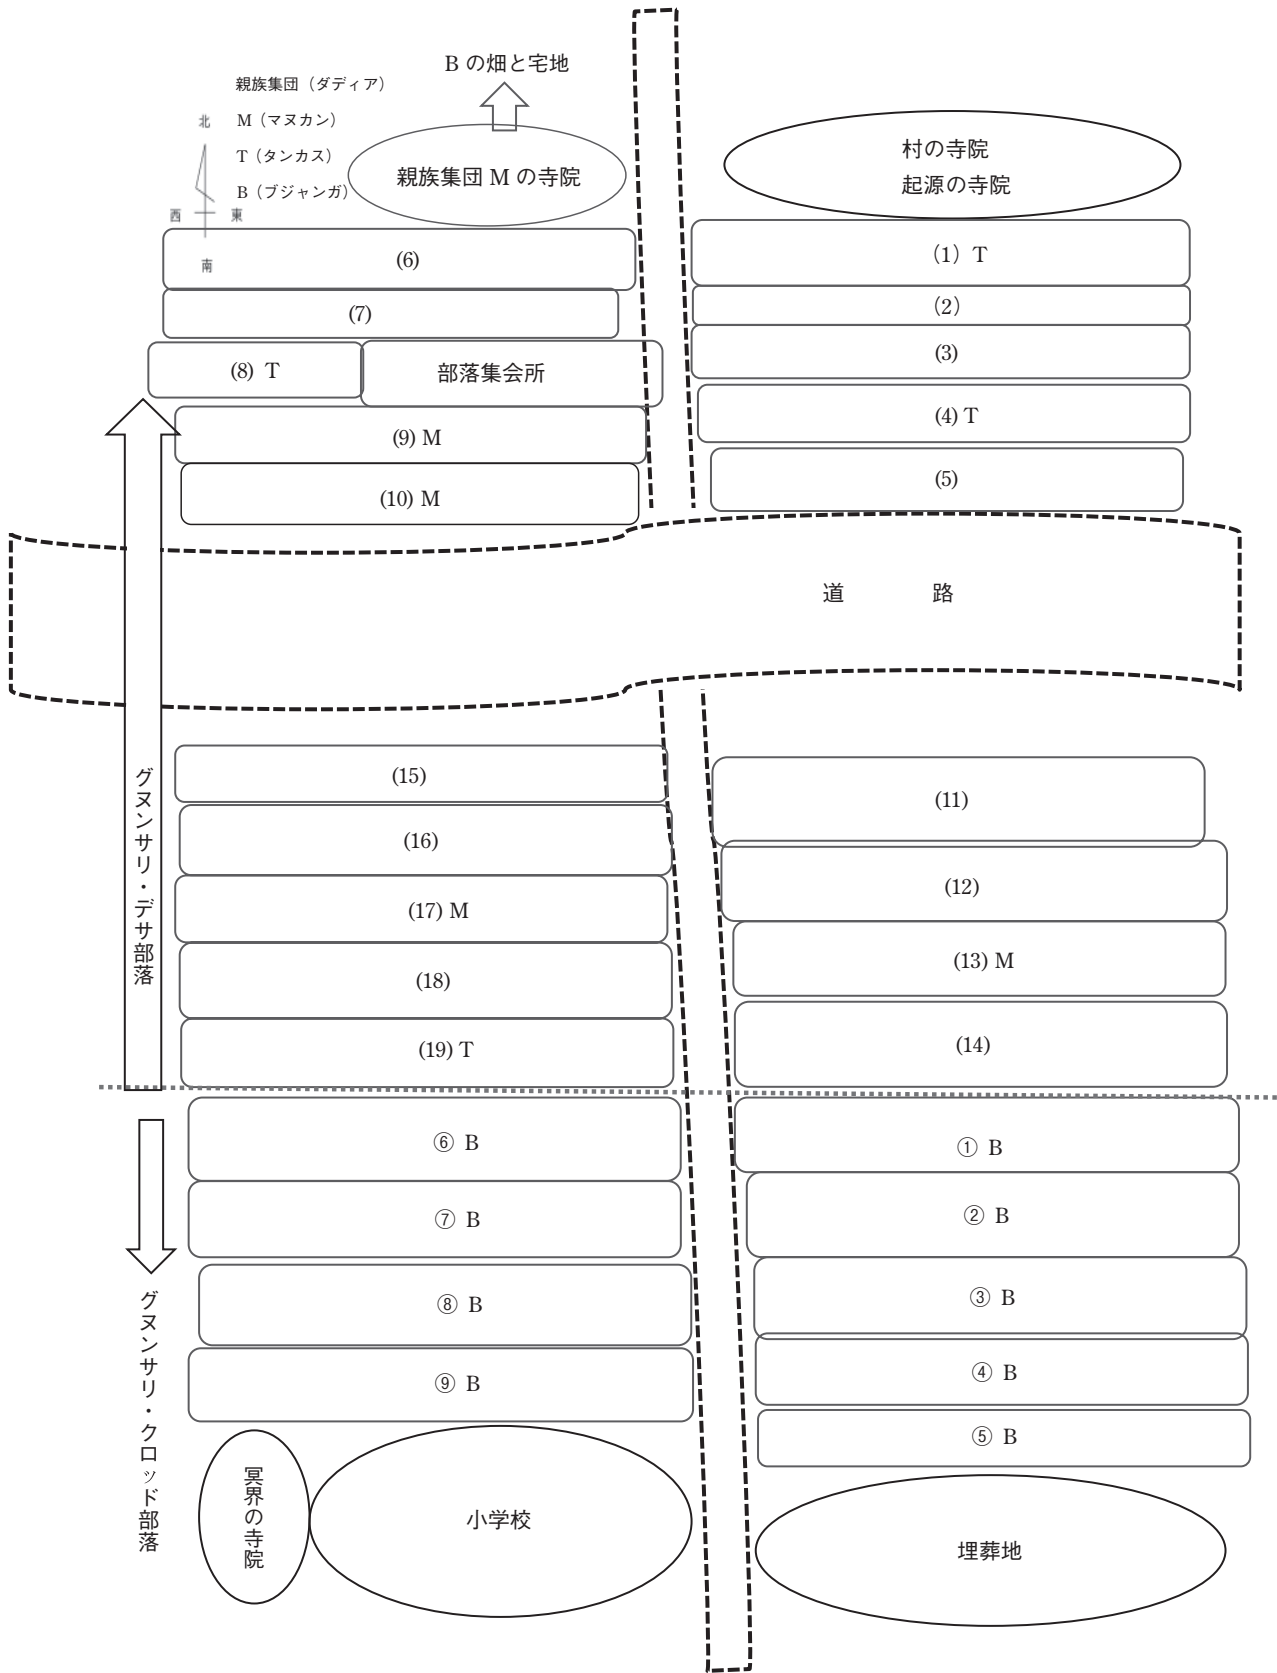 B の畑と宅地
親族集団（ダディア）
M（マヌカン）
T（タンカス）
B（ブジャンガ）
北
西
東
南
親族集団 M の寺院
村の寺院
起源の寺院
(6)
(7)
(8) T
部落集会所
(9) M
(10) M
（1）T
（2）
(3)
(4) T
(5)
道 路
グヌンサリ・デサ部落
(15)
(16)
(17) M
(18)
(19) T
(11)
(12)
(13) M
(14)
⑥ B
⑦ B
⑧ B
⑨ B
① B
② B
③ B
④ B
⑤ B
グヌンサリ・クロッド部落
冥界の寺院
小学校
埋葬地